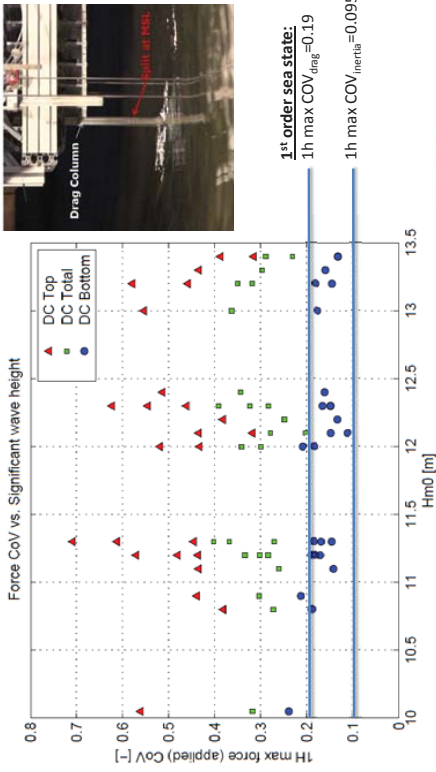 Force CoV vs. Significant wave height
DC Top
DC Total
DC Bottom
1H max force (applied) CoV [−]
0.8
0.7
0.6
0.5
0.4
0.3
0.2
0.1
0
10
10.5
11
11.5
12
12.5
13
13.5
Hm0 [m]
Drag Column
Split at MSL
1st order sea state:
1h max COVdrag=0.19
1h max COVinertia=0.095